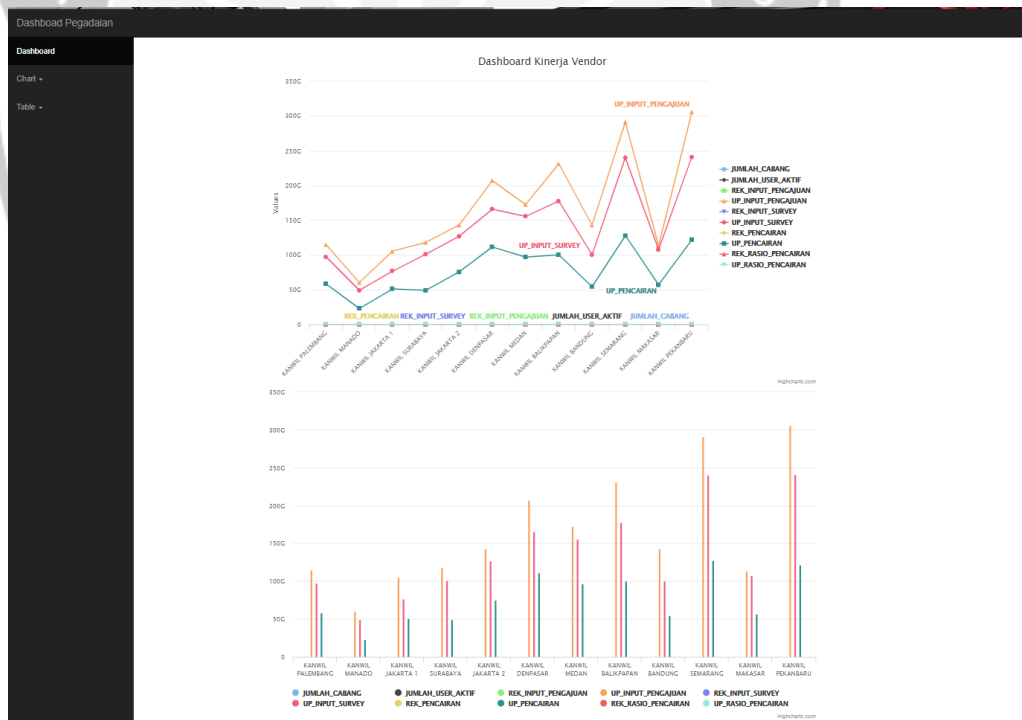 Dashboad Pegadaian
Dashboard
Chart
Table
Dashboard Kinerja Vendor
350G
300G
250G
200G
150G
100G
50G
0
Values
UP_INPUT_PENGAJUAN
UP_INPUT_SURVEY
UP_PENCAIRAN
REK_PENCAIRAN REK_INPUT_SURVEY REK_INPUT_PENGAJUAN JUMLAH_USER_AKTIF JUMLAH_CABANG
KANWIL PALEMBANG
KANWIL MANADO
KANWIL JAKARTA 1
KANWIL SURABAYA
KANWIL JAKARTA 2
KANWIL DENPASAR
KANWIL MEDAN
KANWIL BALIKPAPAN
KANWIL BANDUNG
KANWIL SEMARANG
KANWIL MAKASAR
KANWIL PEKANBARU
JUMLAH_CABANG
JUMLAH_USER_AKTIF
REK_INPUT_PENGAJUAN
UP_INPUT_PENGAJUAN
REK_INPUT_SURVEY
UP_INPUT_SURVEY
REK_PENCAIRAN
UP_PENCAIRAN
REK_RASIO_PENCAIRAN
UP_RASIO_PENCAIRAN
Highcharts.com
350G
300G
250G
200G
150G
100G
50G
0
KANWIL PALEMBANG
KANWIL MANADO
KANWIL JAKARTA 1
KANWIL SURABAYA
KANWIL JAKARTA 2
KANWIL DENPASAR
KANWIL MEDAN
KANWIL BALIKPAPAN
KANWIL BANDUNG
KANWIL SEMARANG
KANWIL MAKASAR
KANWIL PEKANBARU
JUMLAH_CABANG JUMLAH_USER_AKTIF REK_INPUT_PENGAJUAN UP_INPUT_PENGAJUAN REK_INPUT_SURVEY
UP_INPUT_SURVEY REK_PENCAIRAN UP_PENCAIRAN REK_RASIO_PENCAIRAN UP_RASIO_PENCAIRAN
Highcharts.com